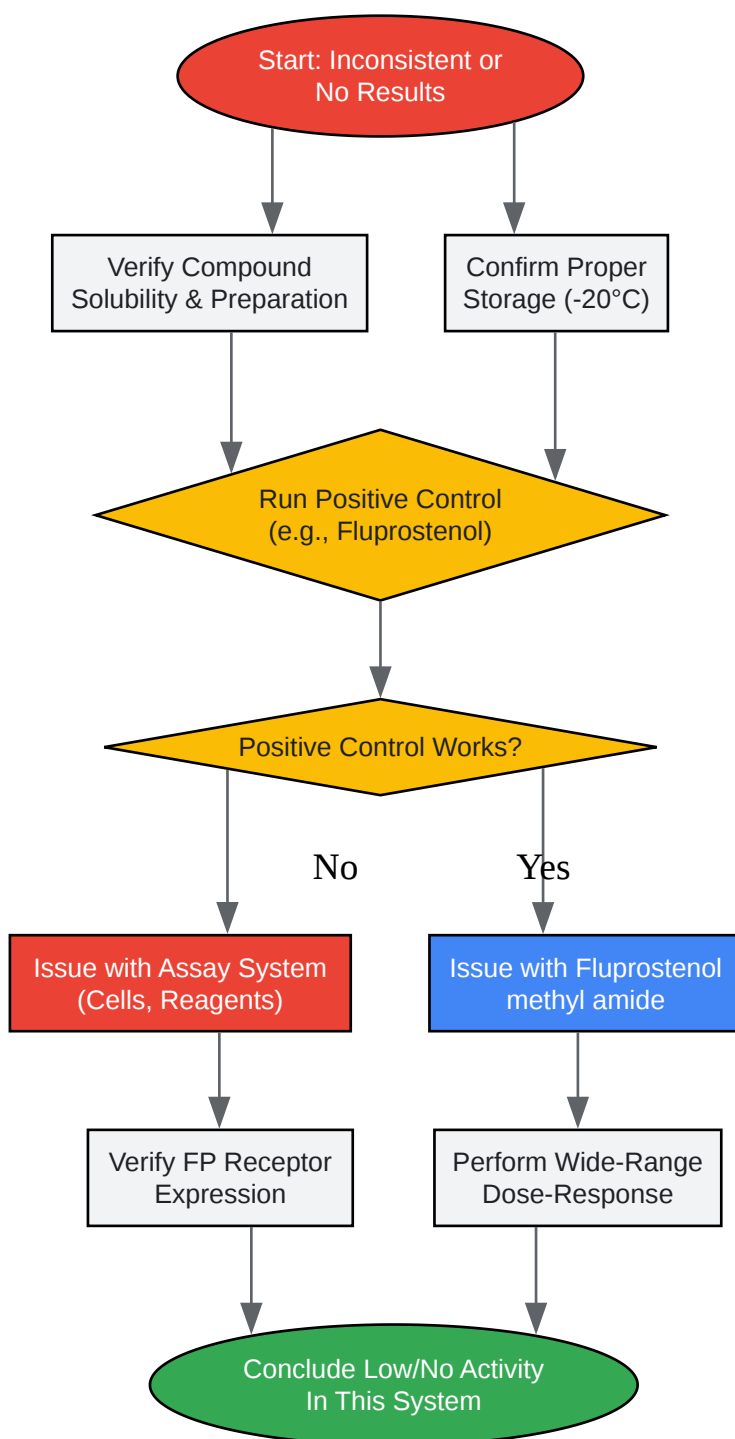 Start: Inconsistent or
No Results
Verify Compound
Solubility & Preparation
Confirm Proper
Storage (-20°C)
Run Positive Control
(e.g., Fluprostenol)
Positive Control Works?
No
Yes
Issue with Assay System
(Cells, Reagents)
Issue with Fluprostenol
methyl amide
Verify FP Receptor
Expression
Perform Wide-Range
Dose-Response
Conclude Low/No Activity
In This System